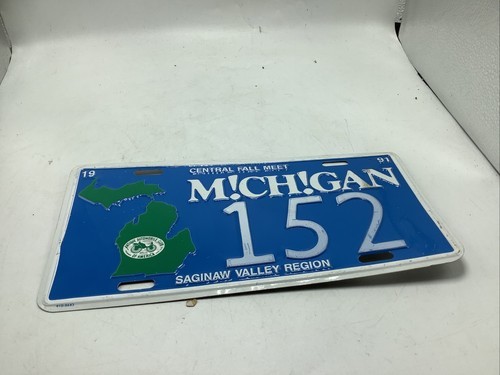 19 CENTRAL FALL MEET 91
M!CH!GAN
152
SAGINAW VALLEY REGION